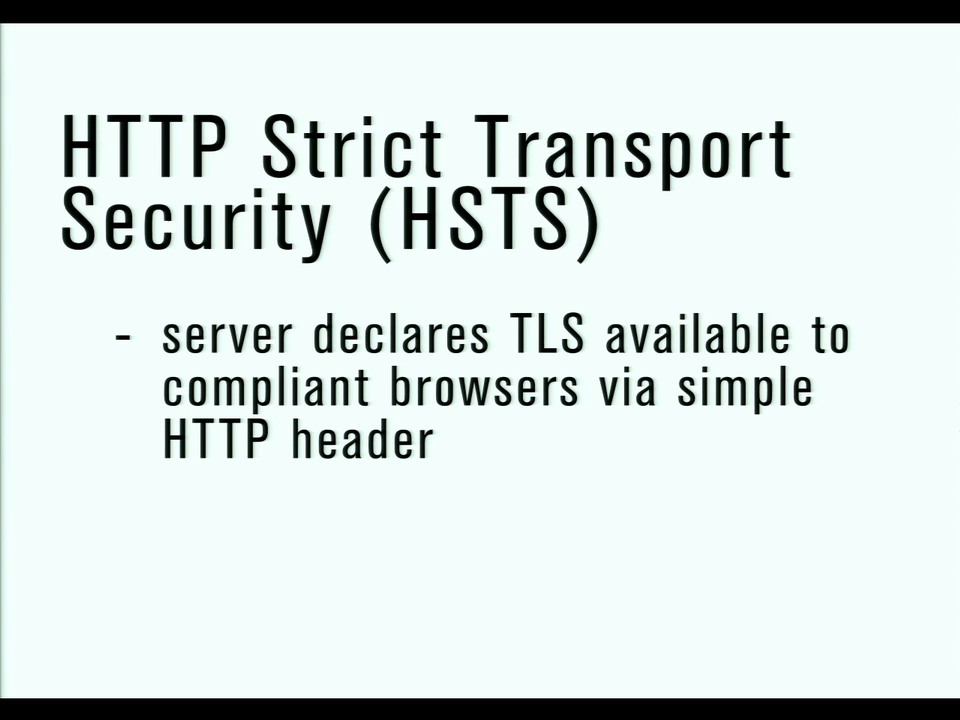 HTTP Strict Transport
Security (HSTS)
- server declares TLS available to
compliant browsers via simple
HTTP header